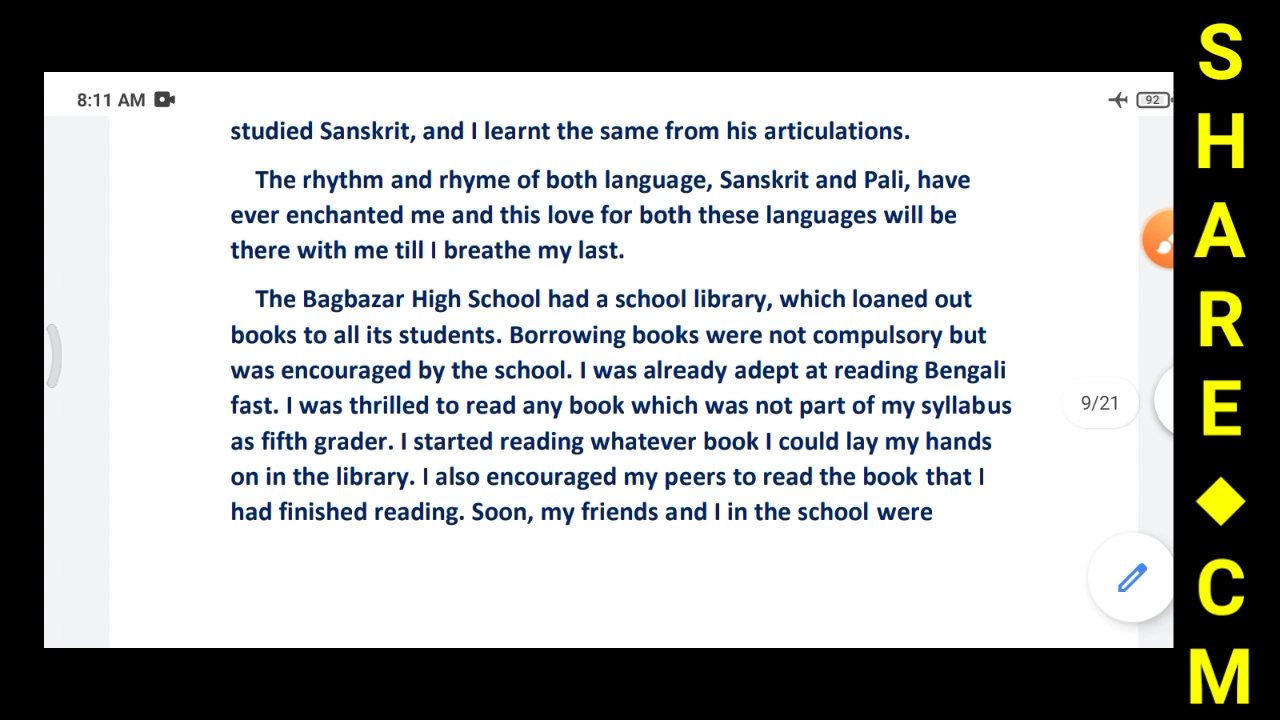 8:11 AM
92
studied Sanskrit, and I learnt the same from his articulations.
The rhythm and rhyme of both language, Sanskrit and Pali, have
ever enchanted me and this love for both these languages will be
there with me till I breathe my last.
The Bagbazar High School had a school library, which loaned out
books to all its students. Borrowing books were not compulsory but
was encouraged by the school. I was already adept at reading Bengali
fast. I was thrilled to read any book which was not part of my syllabus
as fifth grader. I started reading whatever book I could lay my hands
on in the library. I also encouraged my peers to read the book that I
had finished reading. Soon, my friends and I in the school were
9/21
SHARE◆CM